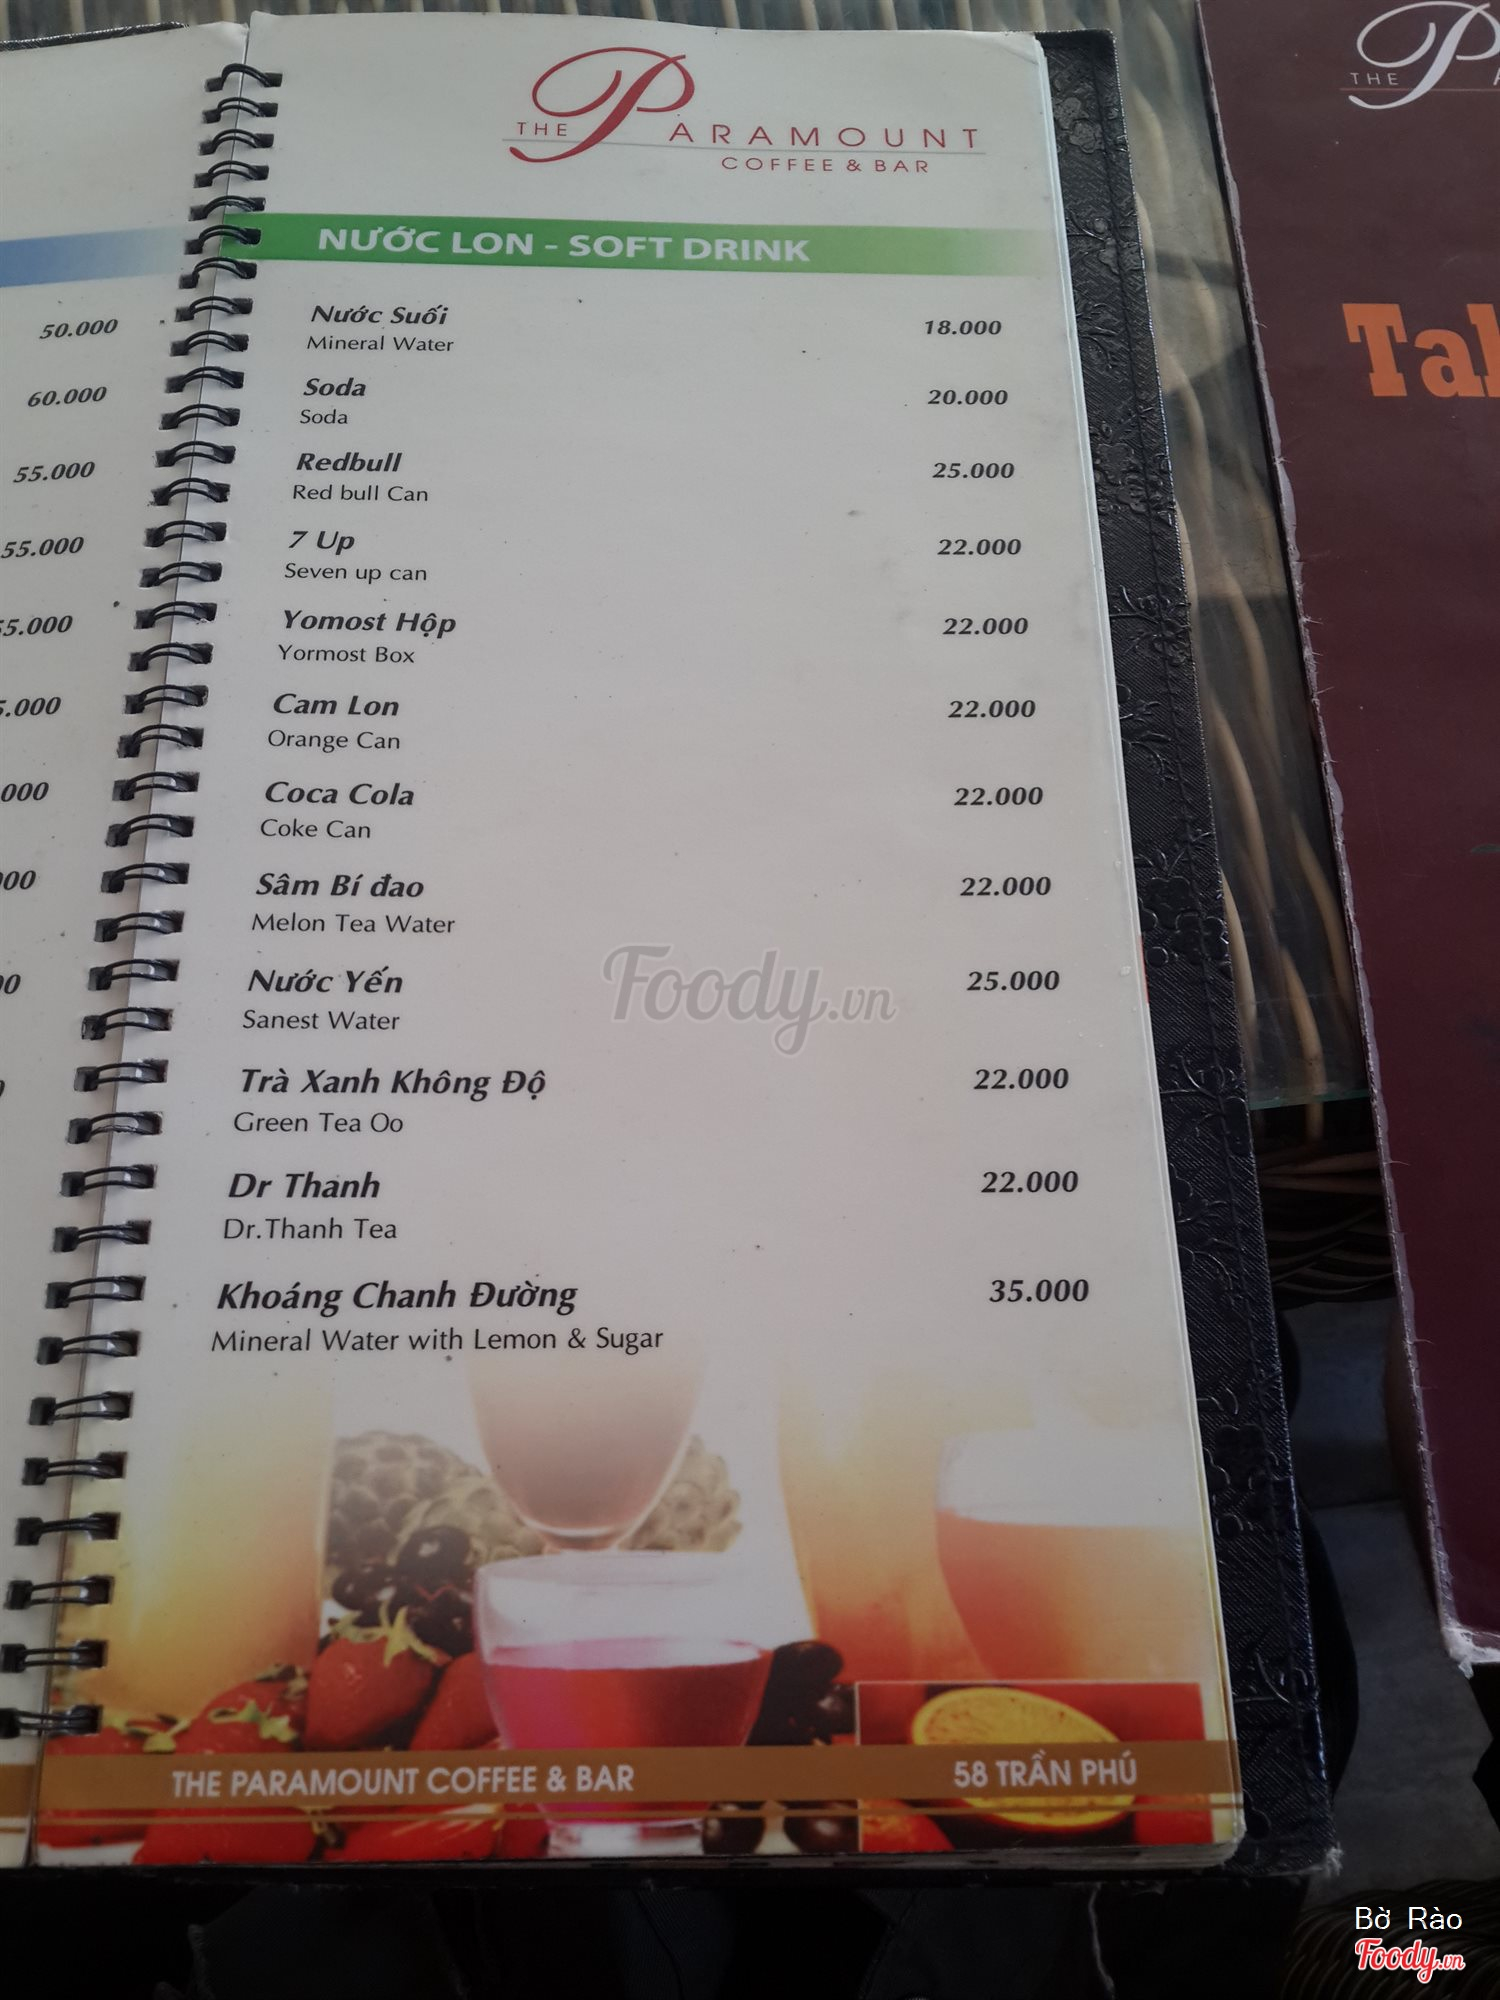 THE PARAMOUNT
COFFEE & BAR
NƯỚC LON - SOFT DRINK
Nước Suối 18.000
Mineral Water
Soda 20.000
Soda
Redbull 25.000
Red bull Can
7 Up 22.000
Seven up can
Yomost Hộp 22.000
Yormost Box
Cam Lon 22.000
Orange Can
Coca Cola 22.000
Coke Can
Sâm Bí đao 22.000
Melon Tea Water
Nước Yến 25.000
Sanest Water
Trà Xanh Không Độ 22.000
Green Tea Oo
Dr Thanh 22.000
Dr.Thanh Tea
Khoáng Chanh Đường 35.000
Mineral Water with Lemon & Sugar
THE PARAMOUNT COFFEE & BAR 58 TRẦN PHÚ
50.000
60.000
55.000
55.000
THE
Foody.vn
Bờ Rào
Foody.vn